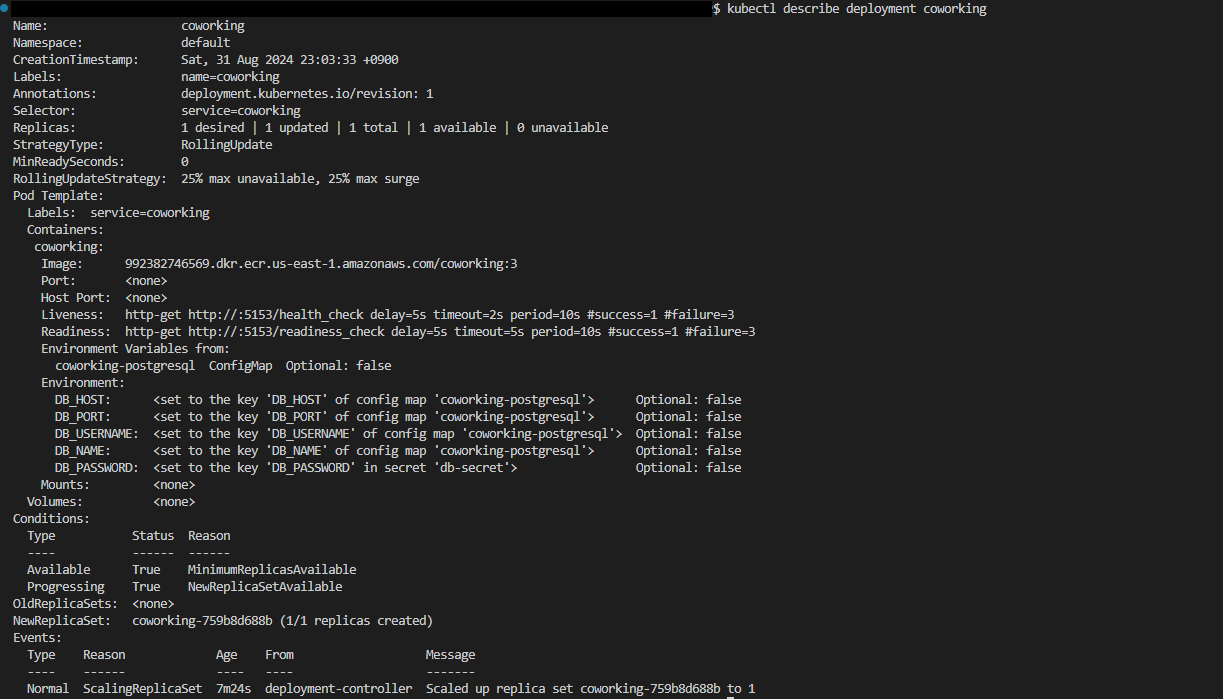 $ kubectl describe deployment coworking
Name:                   coworking
Namespace:              default
CreationTimestamp:      Sat, 31 Aug 2024 23:03:33 +0900
Labels:                 name=coworking
Annotations:            deployment.kubernetes.io/revision: 1
Selector:               service=coworking
Replicas:               1 desired | 1 updated | 1 total | 1 available | 0 unavailable
StrategyType:           RollingUpdate
MinReadySeconds:        0
RollingUpdateStrategy:  25% max unavailable, 25% max surge
Pod Template:
  Labels:  service=coworking
  Containers:
   coworking:
    Image:      992382746569.dkr.ecr.us-east-1.amazonaws.com/coworking:3
    Port:       <none>
    Host Port:  <none>
    Liveness:   http-get http://:5153/health_check delay=5s timeout=2s period=10s #success=1 #failure=3
    Readiness:  http-get http://:5153/readiness_check delay=5s timeout=5s period=10s #success=1 #failure=3
    Environment Variables from:
      coworking-postgresql  ConfigMap  Optional: false
    Environment:
      DB_HOST:      <set to the key 'DB_HOST' of config map 'coworking-postgresql'>      Optional: false
      DB_PORT:      <set to the key 'DB_PORT' of config map 'coworking-postgresql'>      Optional: false
      DB_USERNAME:  <set to the key 'DB_USERNAME' of config map 'coworking-postgresql'>  Optional: false
      DB_NAME:      <set to the key 'DB_NAME' of config map 'coworking-postgresql'>      Optional: false
      DB_PASSWORD:  <set to the key 'DB_PASSWORD' in secret 'db-secret'>                 Optional: false
    Mounts:         <none>
  Volumes:          <none>
Conditions:
  Type           Status  Reason
  ----           ------  ------
  Available      True    MinimumReplicasAvailable
  Progressing    True    NewReplicaSetAvailable
OldReplicaSets:  <none>
NewReplicaSet:   coworking-759b8d688b (1/1 replicas created)
Events:
  Type    Reason             Age    From                   Message
  ----    ------             ----   ----                   -------
  Normal  ScalingReplicaSet  7m24s  deployment-controller  Scaled up replica set coworking-759b8d688b to 1